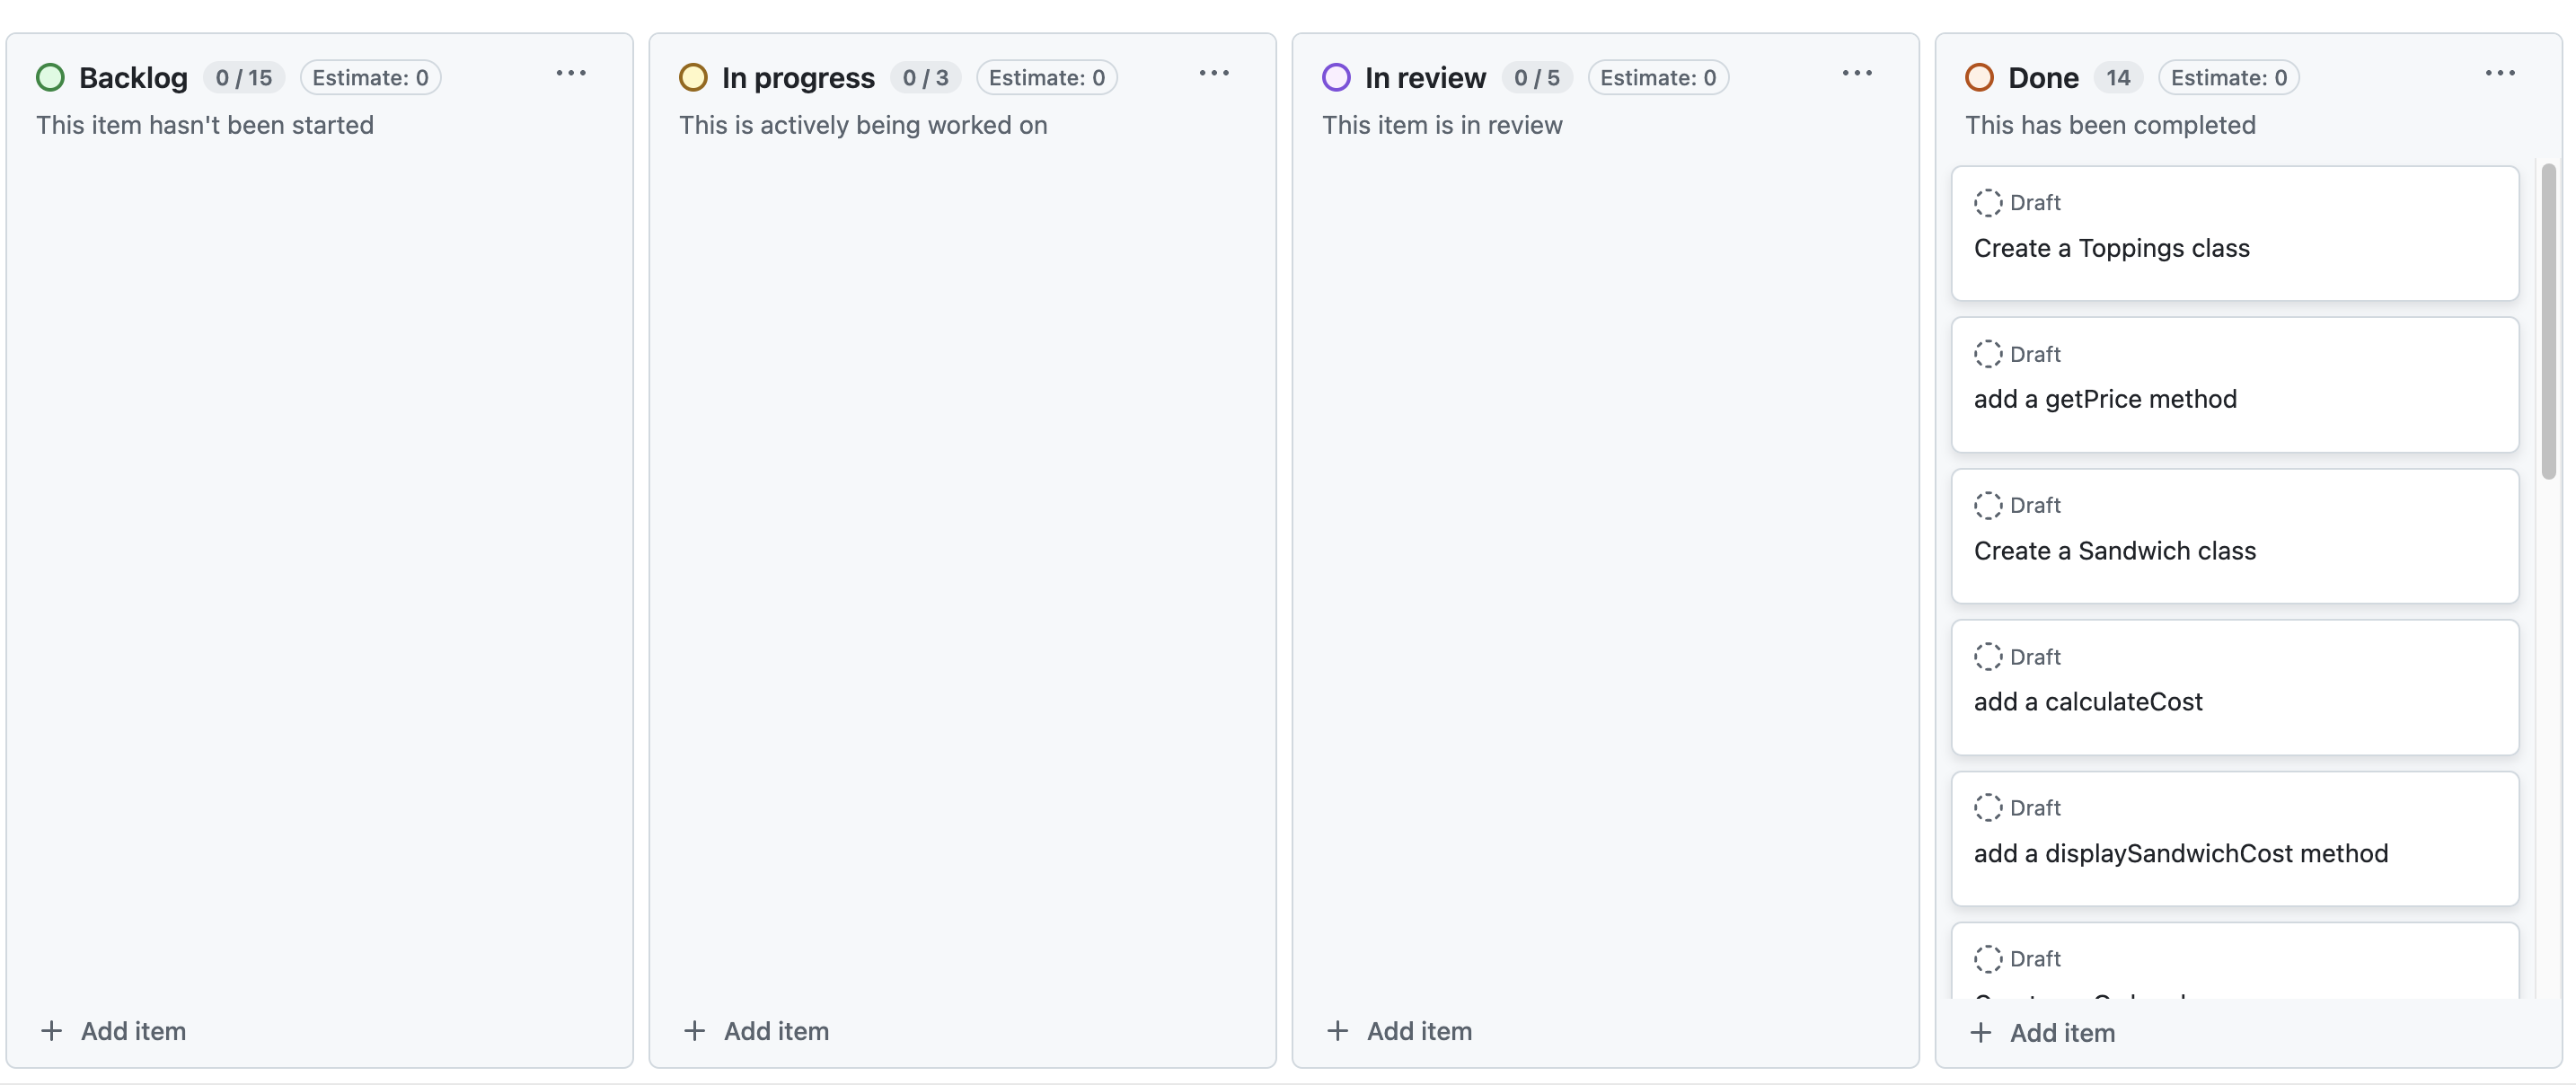 Backlog 0 / 15 Estimate: 0
This item hasn't been started
+ Add item
In progress 0 / 3 Estimate: 0
This is actively being worked on
+ Add item
In review 0 / 5 Estimate: 0
This item is in review
+ Add item
Done 14 Estimate: 0
This has been completed
Draft
Create a Toppings class
Draft
add a getPrice method
Draft
Create a Sandwich class
Draft
add a calculateCost
Draft
add a displaySandwichCost method
Draft
+ Add item